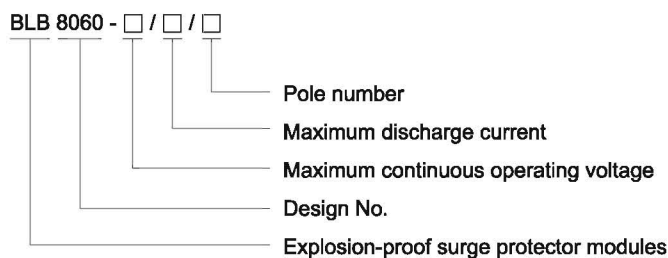 BLB 8060 - □ / □ / □
Pole number
Maximum discharge current
Maximum continuous operating voltage
Design No.
Explosion-proof surge protector modules